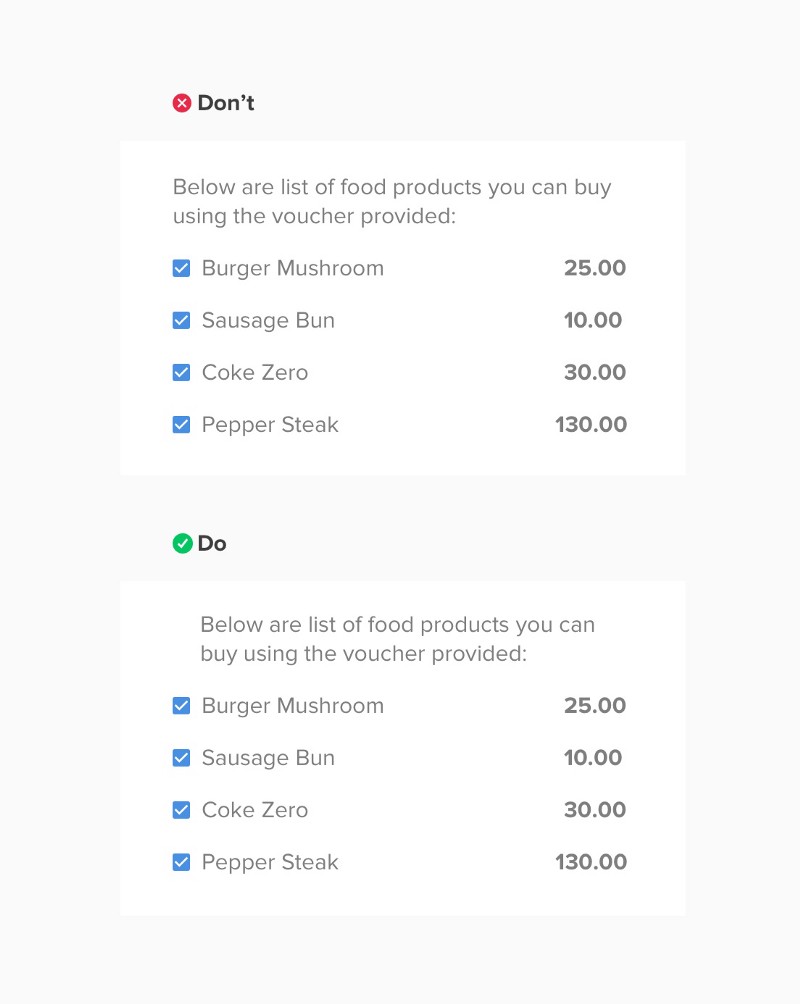 Don’t
Below are list of food products you can buy
using the voucher provided:
Burger Mushroom 25.00
Sausage Bun 10.00
Coke Zero 30.00
Pepper Steak 130.00
Do
Below are list of food products you can
buy using the voucher provided:
Burger Mushroom 25.00
Sausage Bun 10.00
Coke Zero 30.00
Pepper Steak 130.00